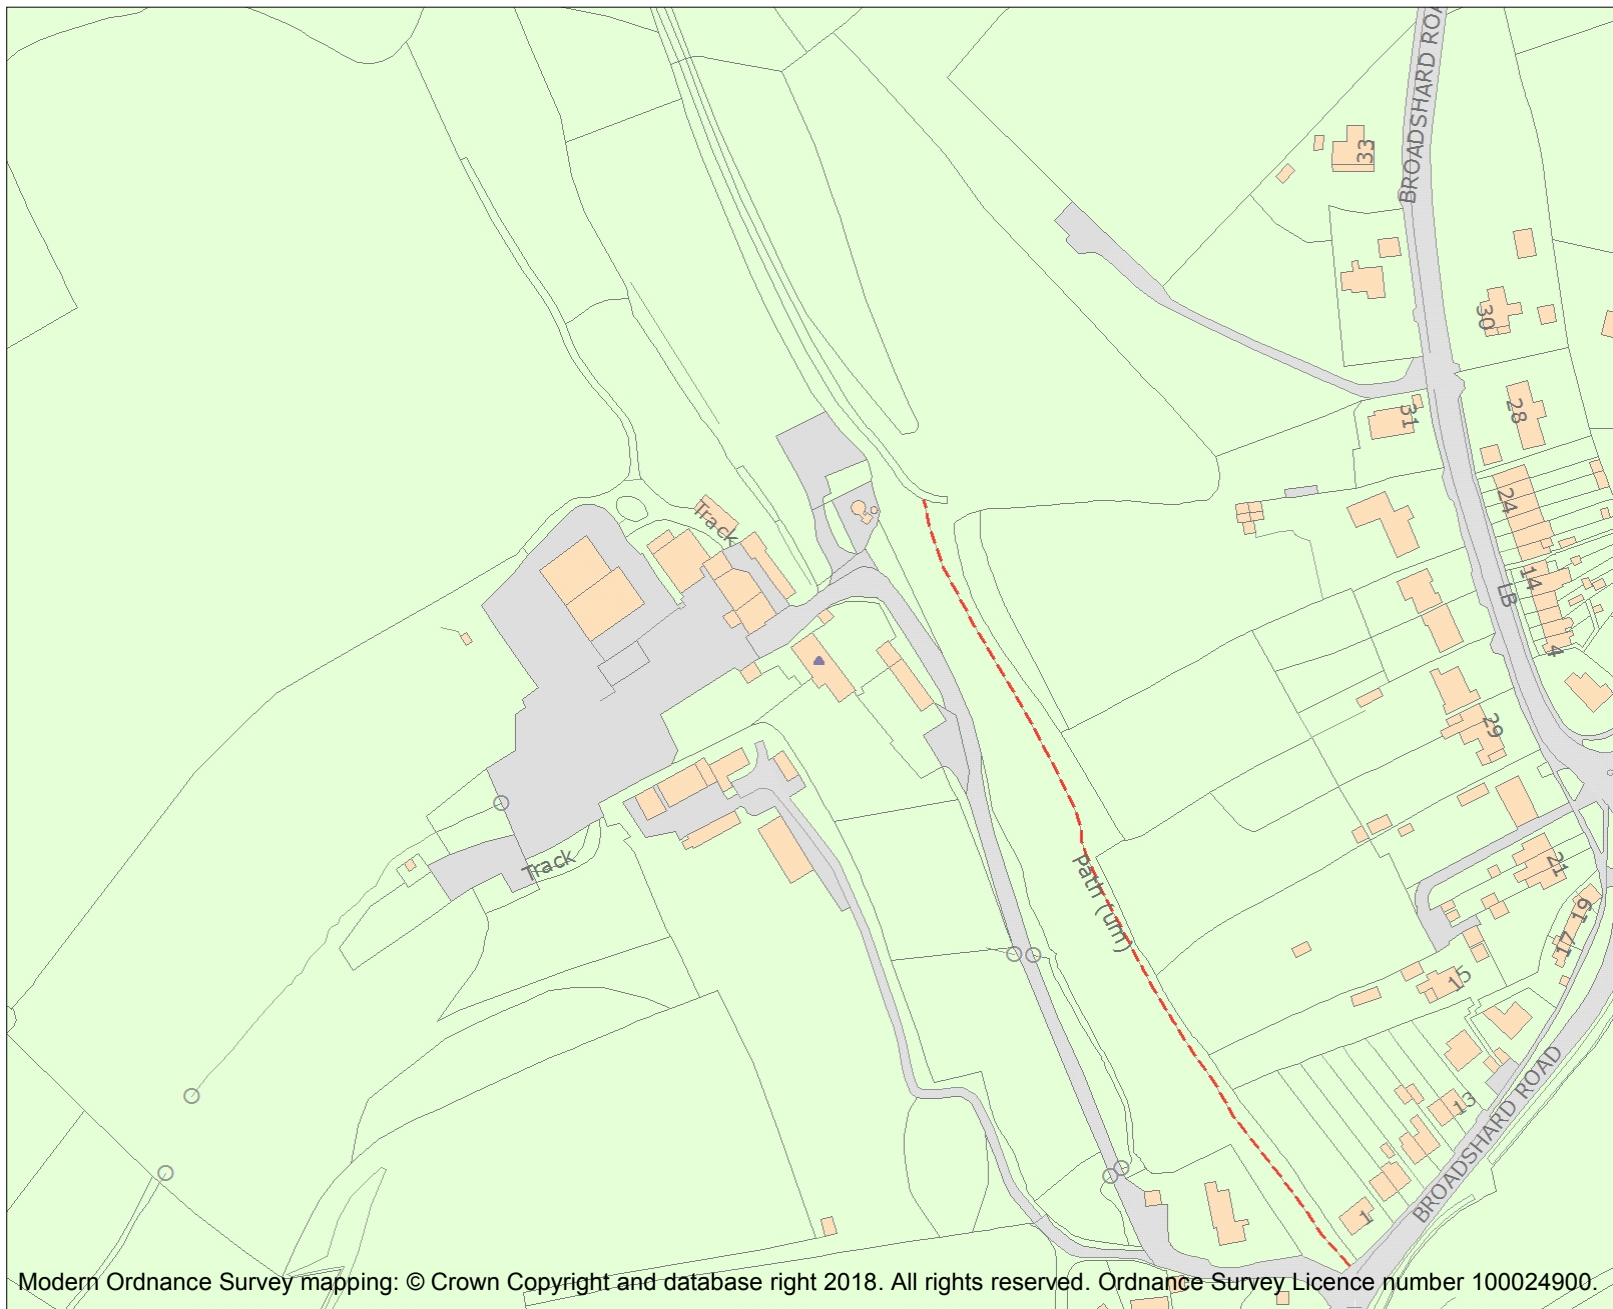 BROADSHARD ROA
33
30
31
28
24
Track
14
LB
4
29
Track
Path (um)
21
19
17
15
13
BROADSHARD ROAD
1
Modern Ordnance Survey mapping: © Crown Copyright and database right 2018. All rights reserved. Ordnance Survey Licence number 100024900.